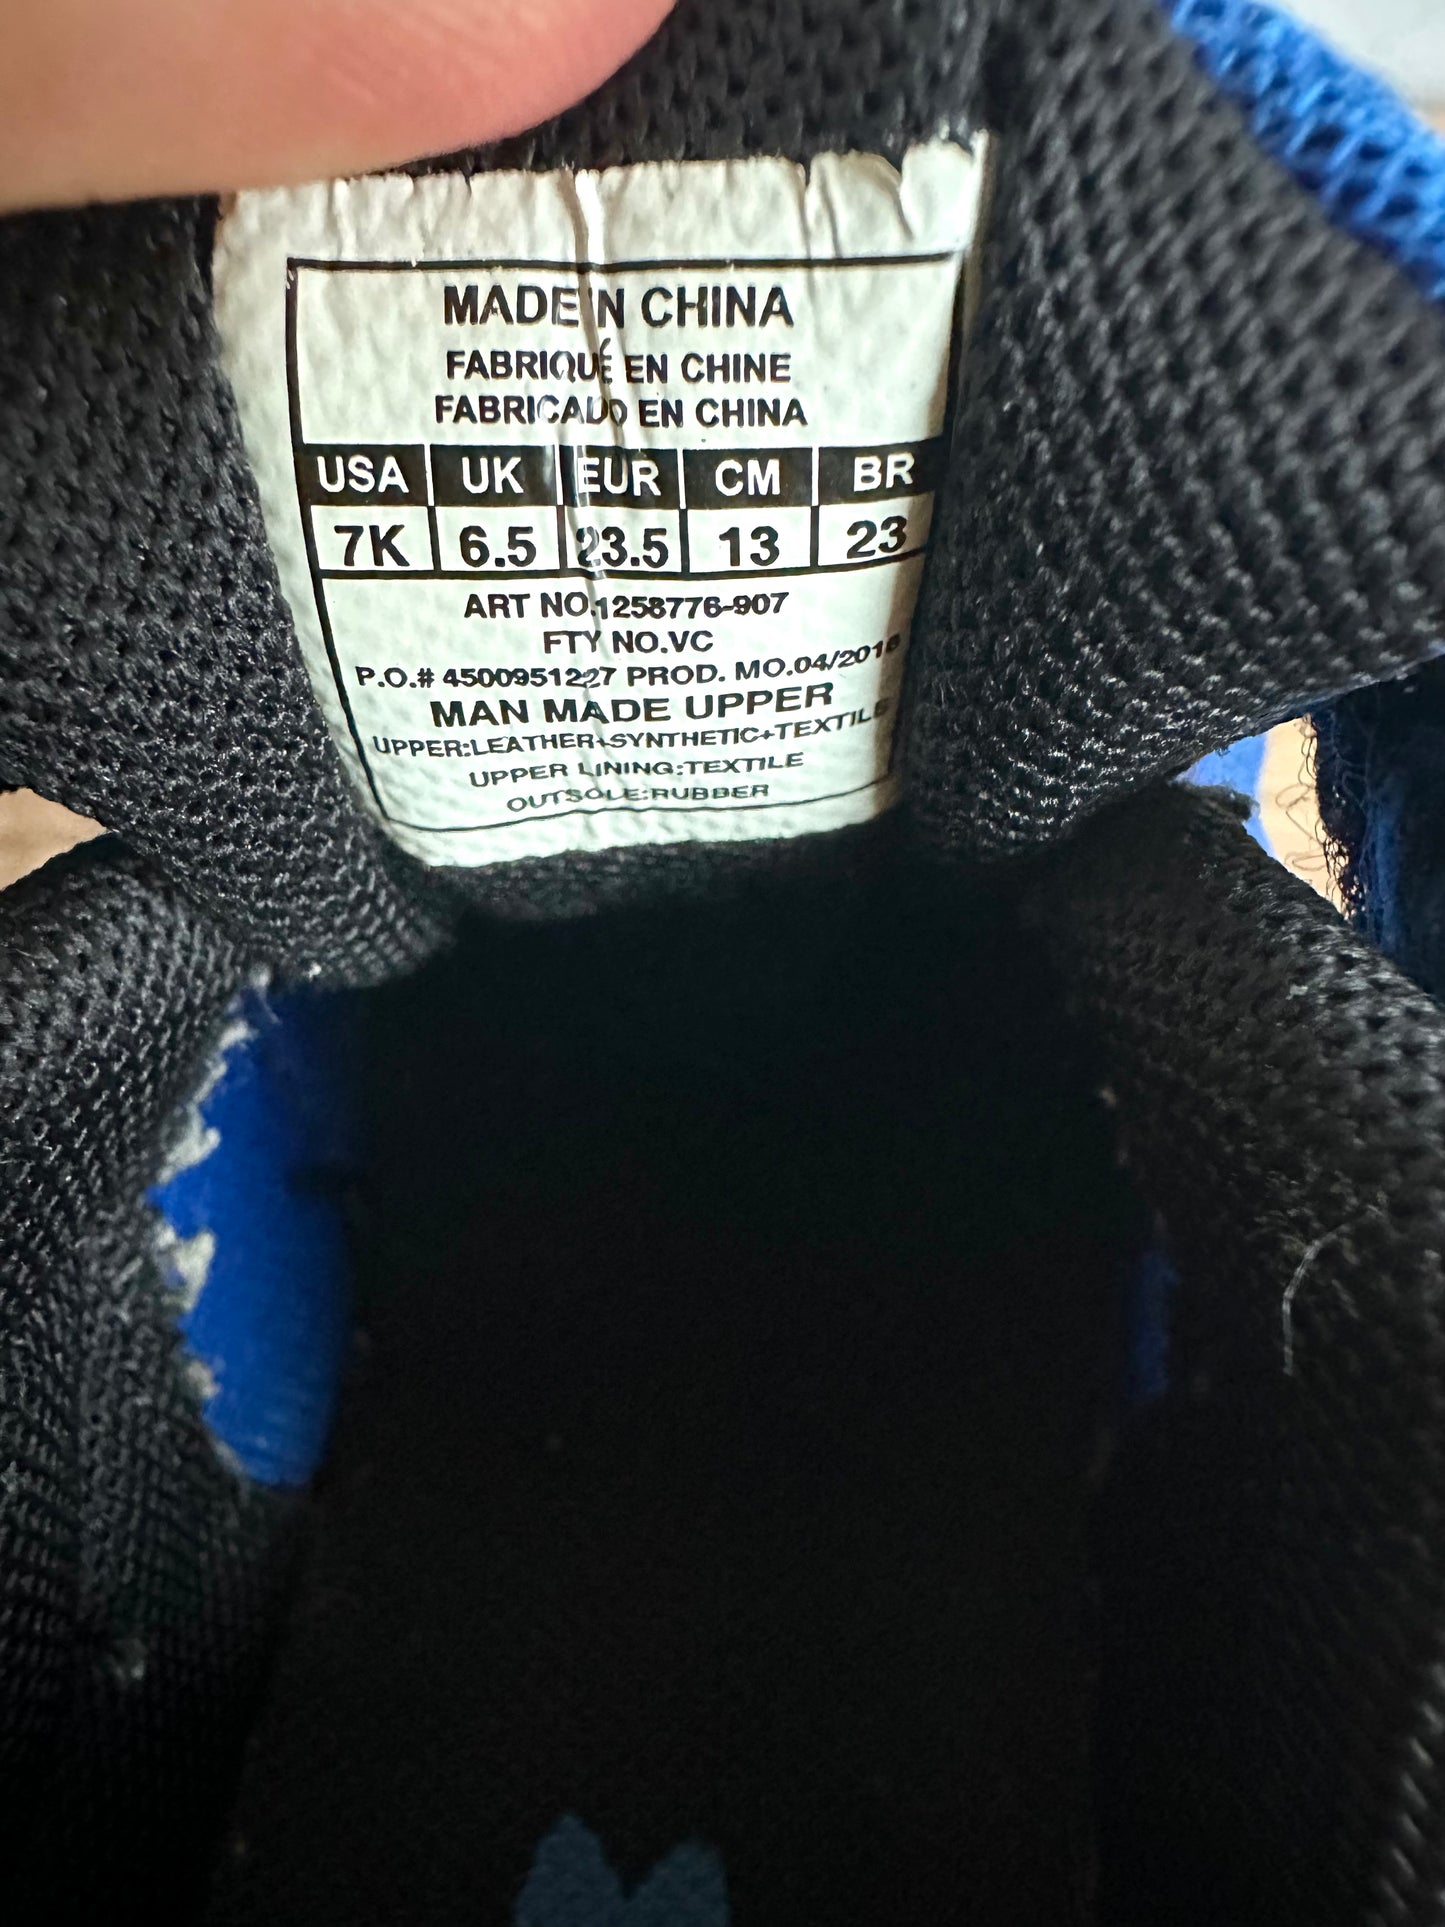 MADE IN CHINA
FABRIQUÉ EN CHINE
FABRICADO EN CHINA
USA UK EUR CM BR
7K 6.5 23.5 13 23
ART NO.1258776-907
FTY NO.VC
P.O.# 4500951227 PROD. MO.04/2016
MAN MADE UPPER
UPPER:LEATHER+SYNTHETIC+TEXTILE
UPPER LINING:TEXTILE
OUTSOLE:RUBBER